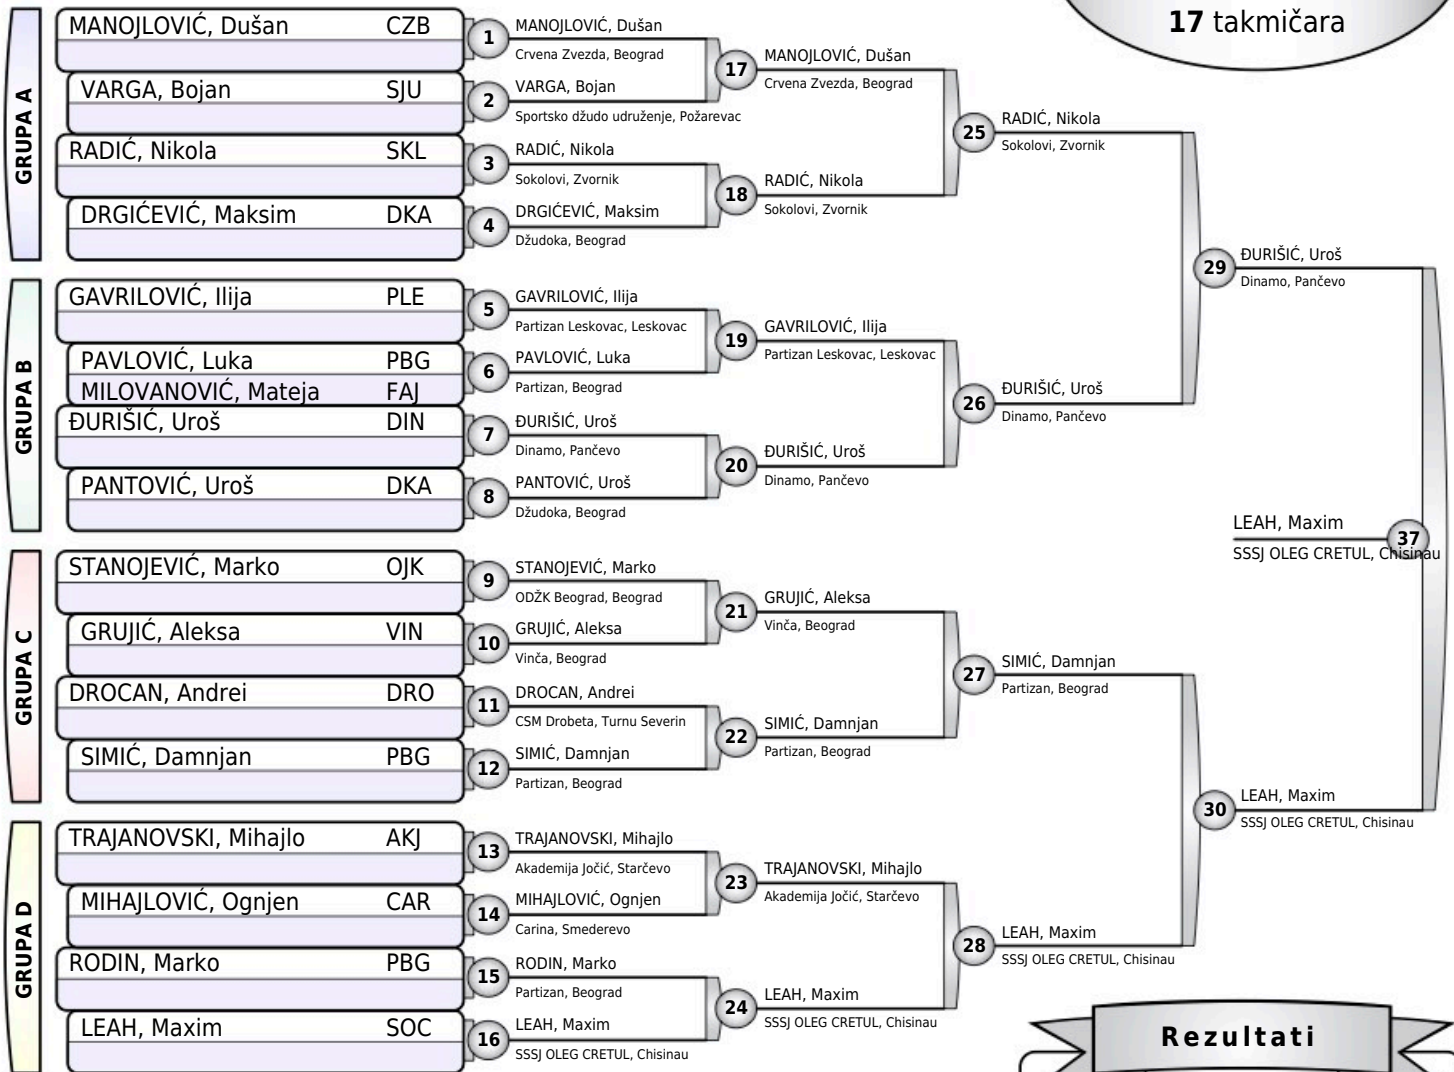 17 takmičara
GRUPA A
MANOJLOVIĆ, Dušan CZB
VARGA, Bojan SJU
RADIĆ, Nikola SKL
DRGIĆEVIĆ, Maksim DKA
1 MANOJLOVIĆ, Dušan
Crvena Zvezda, Beograd
2 VARGA, Bojan
Sportsko džudo udruženje, Požarevac
3 RADIĆ, Nikola
Sokolovi, Zvornik
4 DRGIĆEVIĆ, Maksim
Džudoka, Beograd
17 MANOJLOVIĆ, Dušan
Crvena Zvezda, Beograd
18 RADIĆ, Nikola
Sokolovi, Zvornik
25 RADIĆ, Nikola
Sokolovi, Zvornik
GRUPA B
GAVRILOVIĆ, Ilija PLE
PAVLOVIĆ, Luka PBG
MILOVANOVIĆ, Mateja FAJ
ĐURIŠIĆ, Uroš DIN
PANTOVIĆ, Uroš DKA
5 GAVRILOVIĆ, Ilija
Partizan Leskovac, Leskovac
6 PAVLOVIĆ, Luka
Partizan, Beograd
7 ĐURIŠIĆ, Uroš
Dinamo, Pančevo
8 PANTOVIĆ, Uroš
Džudoka, Beograd
19 GAVRILOVIĆ, Ilija
Partizan Leskovac, Leskovac
20 ĐURIŠIĆ, Uroš
Dinamo, Pančevo
26 ĐURIŠIĆ, Uroš
Dinamo, Pančevo
29 ĐURIŠIĆ, Uroš
Dinamo, Pančevo
GRUPA C
STANOJEVIĆ, Marko OJK
GRUJIĆ, Aleksa VIN
DROCAN, Andrei DRO
SIMIĆ, Damnjan PBG
9 STANOJEVIĆ, Marko
ODŽK Beograd, Beograd
10 GRUJIĆ, Aleksa
Vinča, Beograd
11 DROCAN, Andrei
CSM Drobeta, Turnu Severin
12 SIMIĆ, Damnjan
Partizan, Beograd
21 GRUJIĆ, Aleksa
Vinča, Beograd
22 SIMIĆ, Damnjan
Partizan, Beograd
27 SIMIĆ, Damnjan
Partizan, Beograd
GRUPA D
TRAJANOVSKI, Mihajlo AKJ
MIHAJLOVIĆ, Ognjen CAR
RODIN, Marko PBG
LEAH, Maxim SOC
13 TRAJANOVSKI, Mihajlo
Akademija Jočić, Starčevo
14 MIHAJLOVIĆ, Ognjen
Carina, Smederevo
15 RODIN, Marko
Partizan, Beograd
16 LEAH, Maxim
SSSJ OLEG CRETUL, Chisinau
23 TRAJANOVSKI, Mihajlo
Akademija Jočić, Starčevo
24 LEAH, Maxim
SSSJ OLEG CRETUL, Chisinau
28 LEAH, Maxim
SSSJ OLEG CRETUL, Chisinau
30 LEAH, Maxim
SSSJ OLEG CRETUL, Chisinau
LEAH, Maxim 37
SSSJ OLEG CRETUL, Chisinau
Rezultati